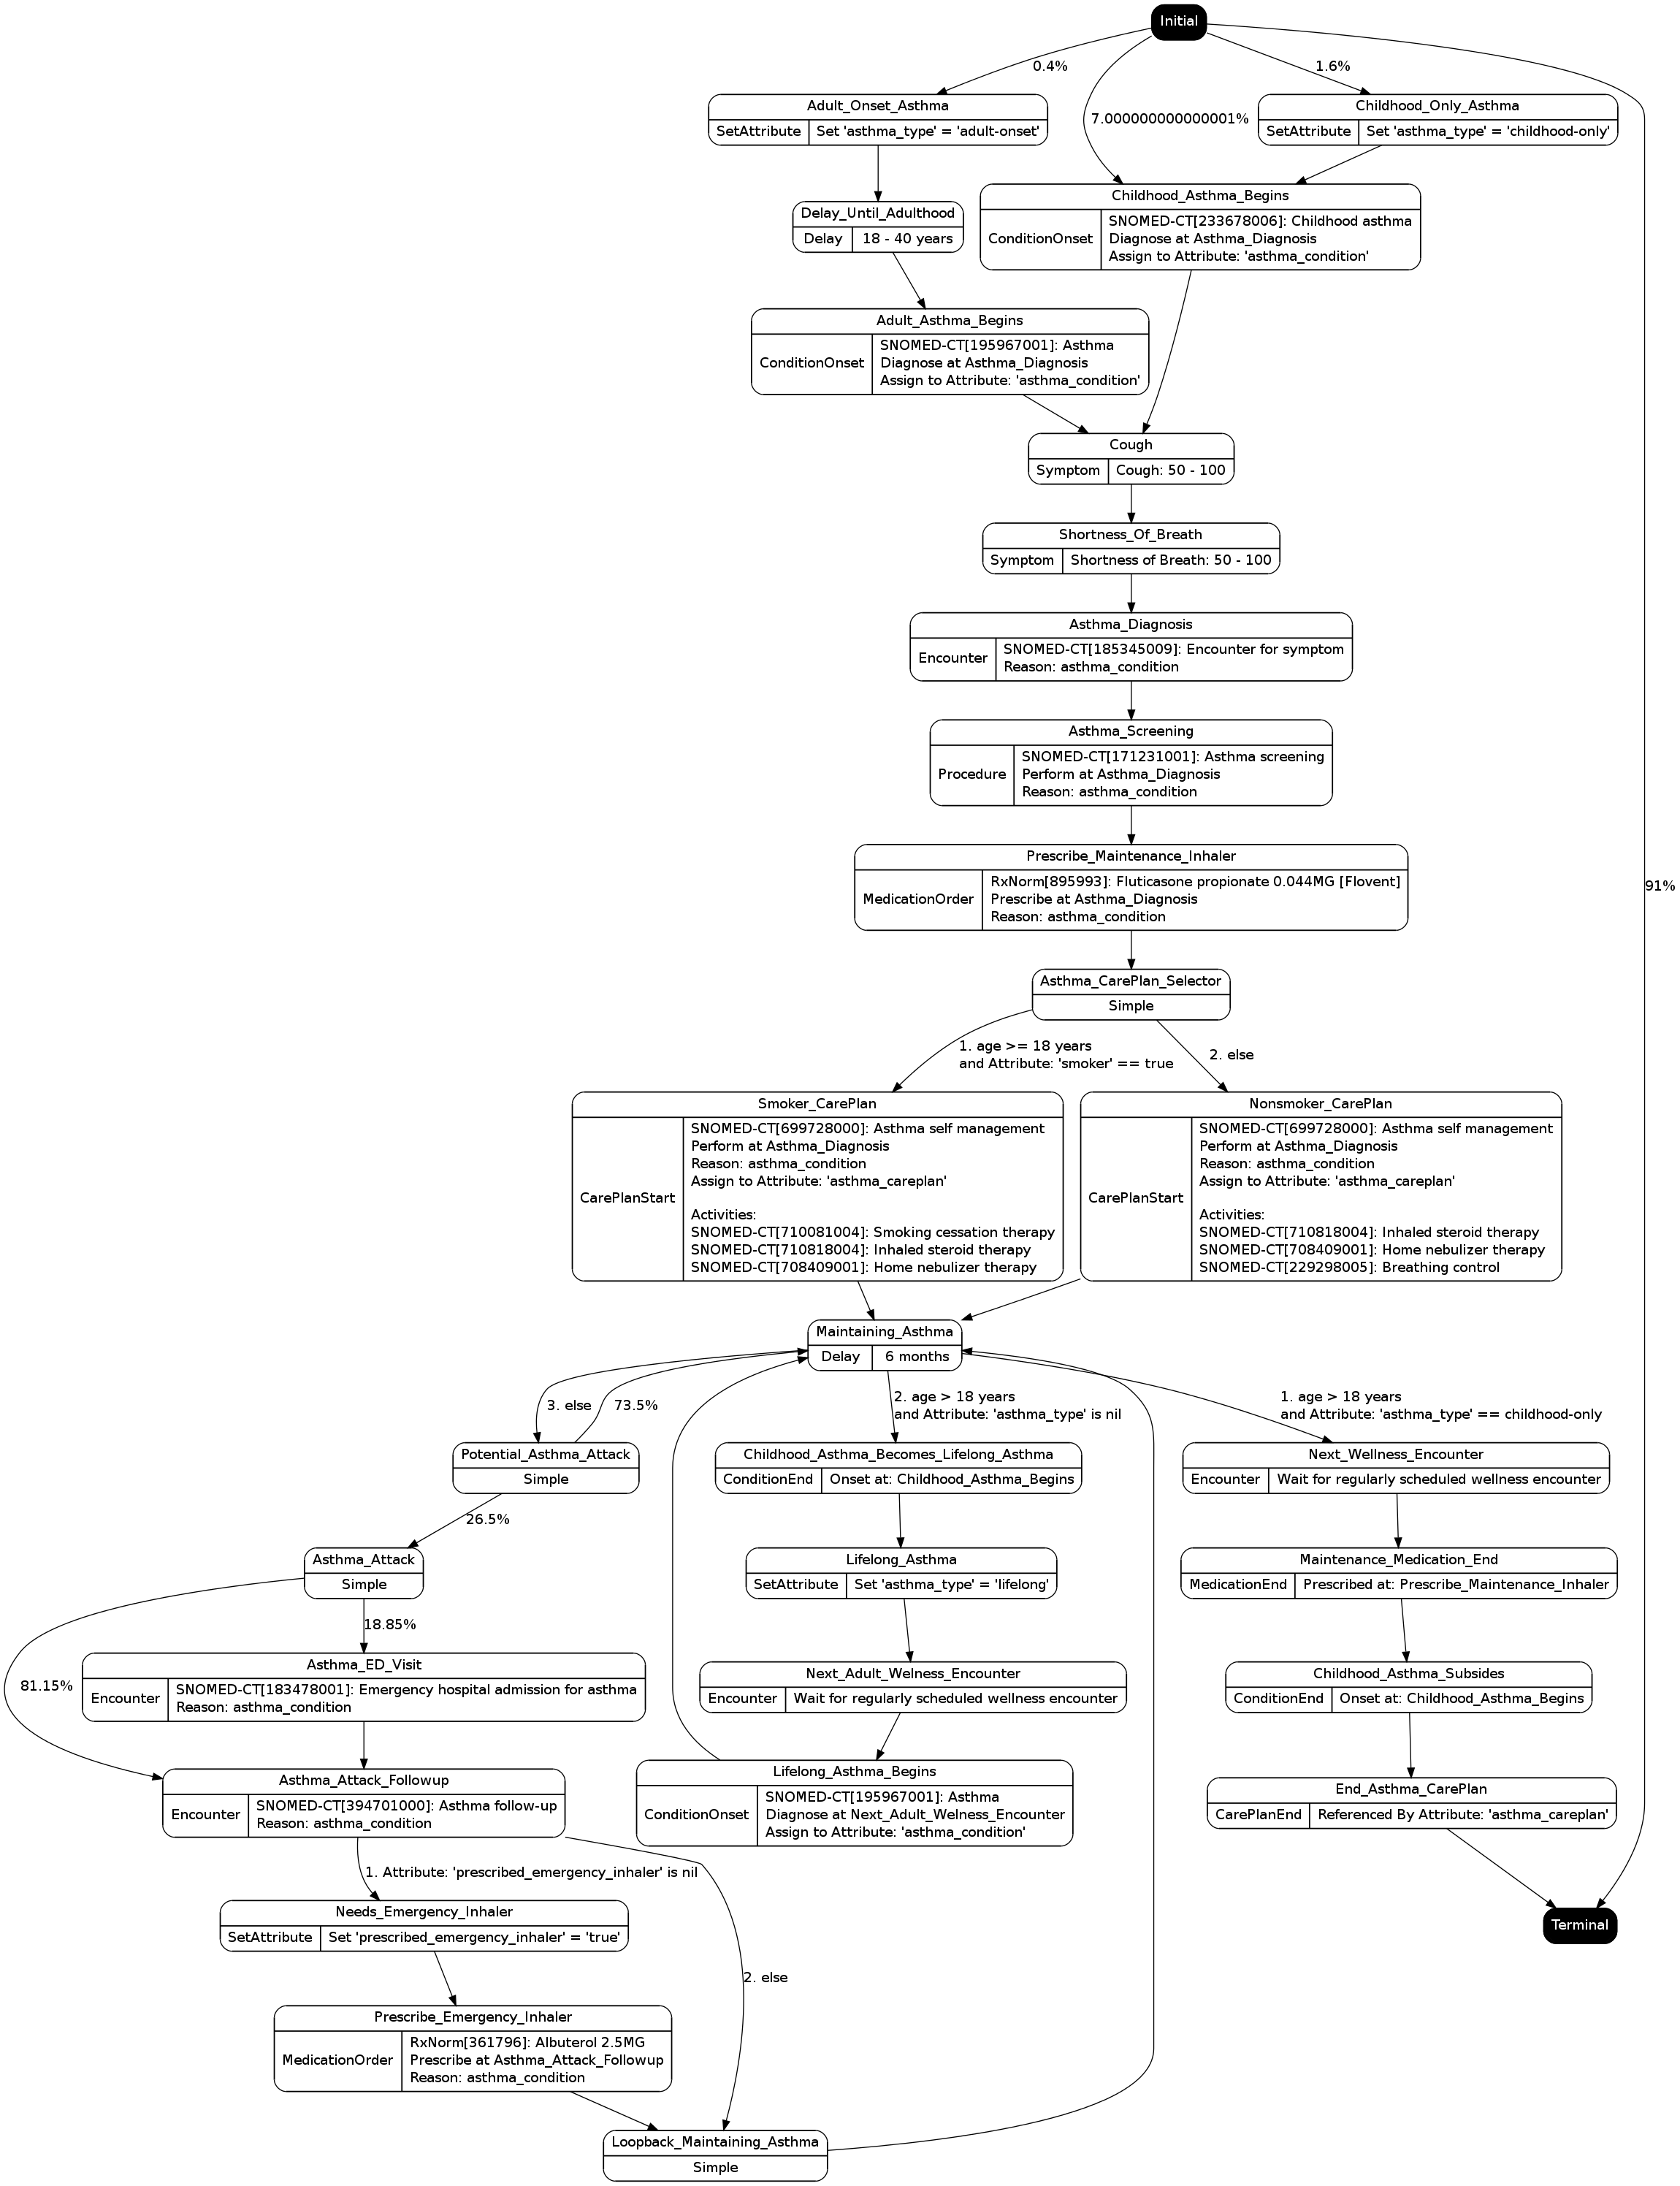 Initial
0.4%
1.6%
7.000000000000001%
Adult_Onset_Asthma
SetAttribute
Set 'asthma_type' = 'adult-onset'
Childhood_Only_Asthma
SetAttribute
Set 'asthma_type' = 'childhood-only'
Delay_Until_Adulthood
Delay
18 - 40 years
Childhood_Asthma_Begins
ConditionOnset
SNOMED-CT[233678006]: Childhood asthma
Diagnose at Asthma_Diagnosis
Assign to Attribute: 'asthma_condition'
Adult_Asthma_Begins
ConditionOnset
SNOMED-CT[195967001]: Asthma
Diagnose at Asthma_Diagnosis
Assign to Attribute: 'asthma_condition'
Cough
Symptom
Cough: 50 - 100
Shortness_Of_Breath
Symptom
Shortness of Breath: 50 - 100
Asthma_Diagnosis
Encounter
SNOMED-CT[185345009]: Encounter for symptom
Reason: asthma_condition
Asthma_Screening
Procedure
SNOMED-CT[171231001]: Asthma screening
Perform at Asthma_Diagnosis
Reason: asthma_condition
Prescribe_Maintenance_Inhaler
MedicationOrder
RxNorm[895993]: Fluticasone propionate 0.044MG [Flovent]
Prescribe at Asthma_Diagnosis
Reason: asthma_condition
91%
Asthma_CarePlan_Selector
Simple
1. age >= 18 years
and Attribute: 'smoker' == true
2. else
Smoker_CarePlan
CarePlanStart
SNOMED-CT[699728000]: Asthma self management
Perform at Asthma_Diagnosis
Reason: asthma_condition
Assign to Attribute: 'asthma_careplan'
Activities:
SNOMED-CT[710081004]: Smoking cessation therapy
SNOMED-CT[710818004]: Inhaled steroid therapy
SNOMED-CT[708409001]: Home nebulizer therapy
Nonsmoker_CarePlan
CarePlanStart
SNOMED-CT[699728000]: Asthma self management
Perform at Asthma_Diagnosis
Reason: asthma_condition
Assign to Attribute: 'asthma_careplan'
Activities:
SNOMED-CT[710818004]: Inhaled steroid therapy
SNOMED-CT[708409001]: Home nebulizer therapy
SNOMED-CT[229298005]: Breathing control
Maintaining_Asthma
Delay
6 months
3. else
73.5%
2. age > 18 years
and Attribute: 'asthma_type' is nil
1. age > 18 years
and Attribute: 'asthma_type' == childhood-only
Potential_Asthma_Attack
Simple
Childhood_Asthma_Becomes_Lifelong_Asthma
ConditionEnd
Onset at: Childhood_Asthma_Begins
Next_Wellness_Encounter
Encounter
Wait for regularly scheduled wellness encounter
26.5%
Asthma_Attack
Simple
Lifelong_Asthma
SetAttribute
Set 'asthma_type' = 'lifelong'
Maintenance_Medication_End
MedicationEnd
Prescribed at: Prescribe_Maintenance_Inhaler
18.85%
81.15%
Asthma_ED_Visit
Encounter
SNOMED-CT[183478001]: Emergency hospital admission for asthma
Reason: asthma_condition
Next_Adult_Welness_Encounter
Encounter
Wait for regularly scheduled wellness encounter
Childhood_Asthma_Subsides
ConditionEnd
Onset at: Childhood_Asthma_Begins
Asthma_Attack_Followup
Encounter
SNOMED-CT[394701000]: Asthma follow-up
Reason: asthma_condition
Lifelong_Asthma_Begins
ConditionOnset
SNOMED-CT[195967001]: Asthma
Diagnose at Next_Adult_Welness_Encounter
Assign to Attribute: 'asthma_condition'
End_Asthma_CarePlan
CarePlanEnd
Referenced By Attribute: 'asthma_careplan'
1. Attribute: 'prescribed_emergency_inhaler' is nil
Needs_Emergency_Inhaler
SetAttribute
Set 'prescribed_emergency_inhaler' = 'true'
Terminal
2. else
Prescribe_Emergency_Inhaler
MedicationOrder
RxNorm[361796]: Albuterol 2.5MG
Prescribe at Asthma_Attack_Followup
Reason: asthma_condition
Loopback_Maintaining_Asthma
Simple